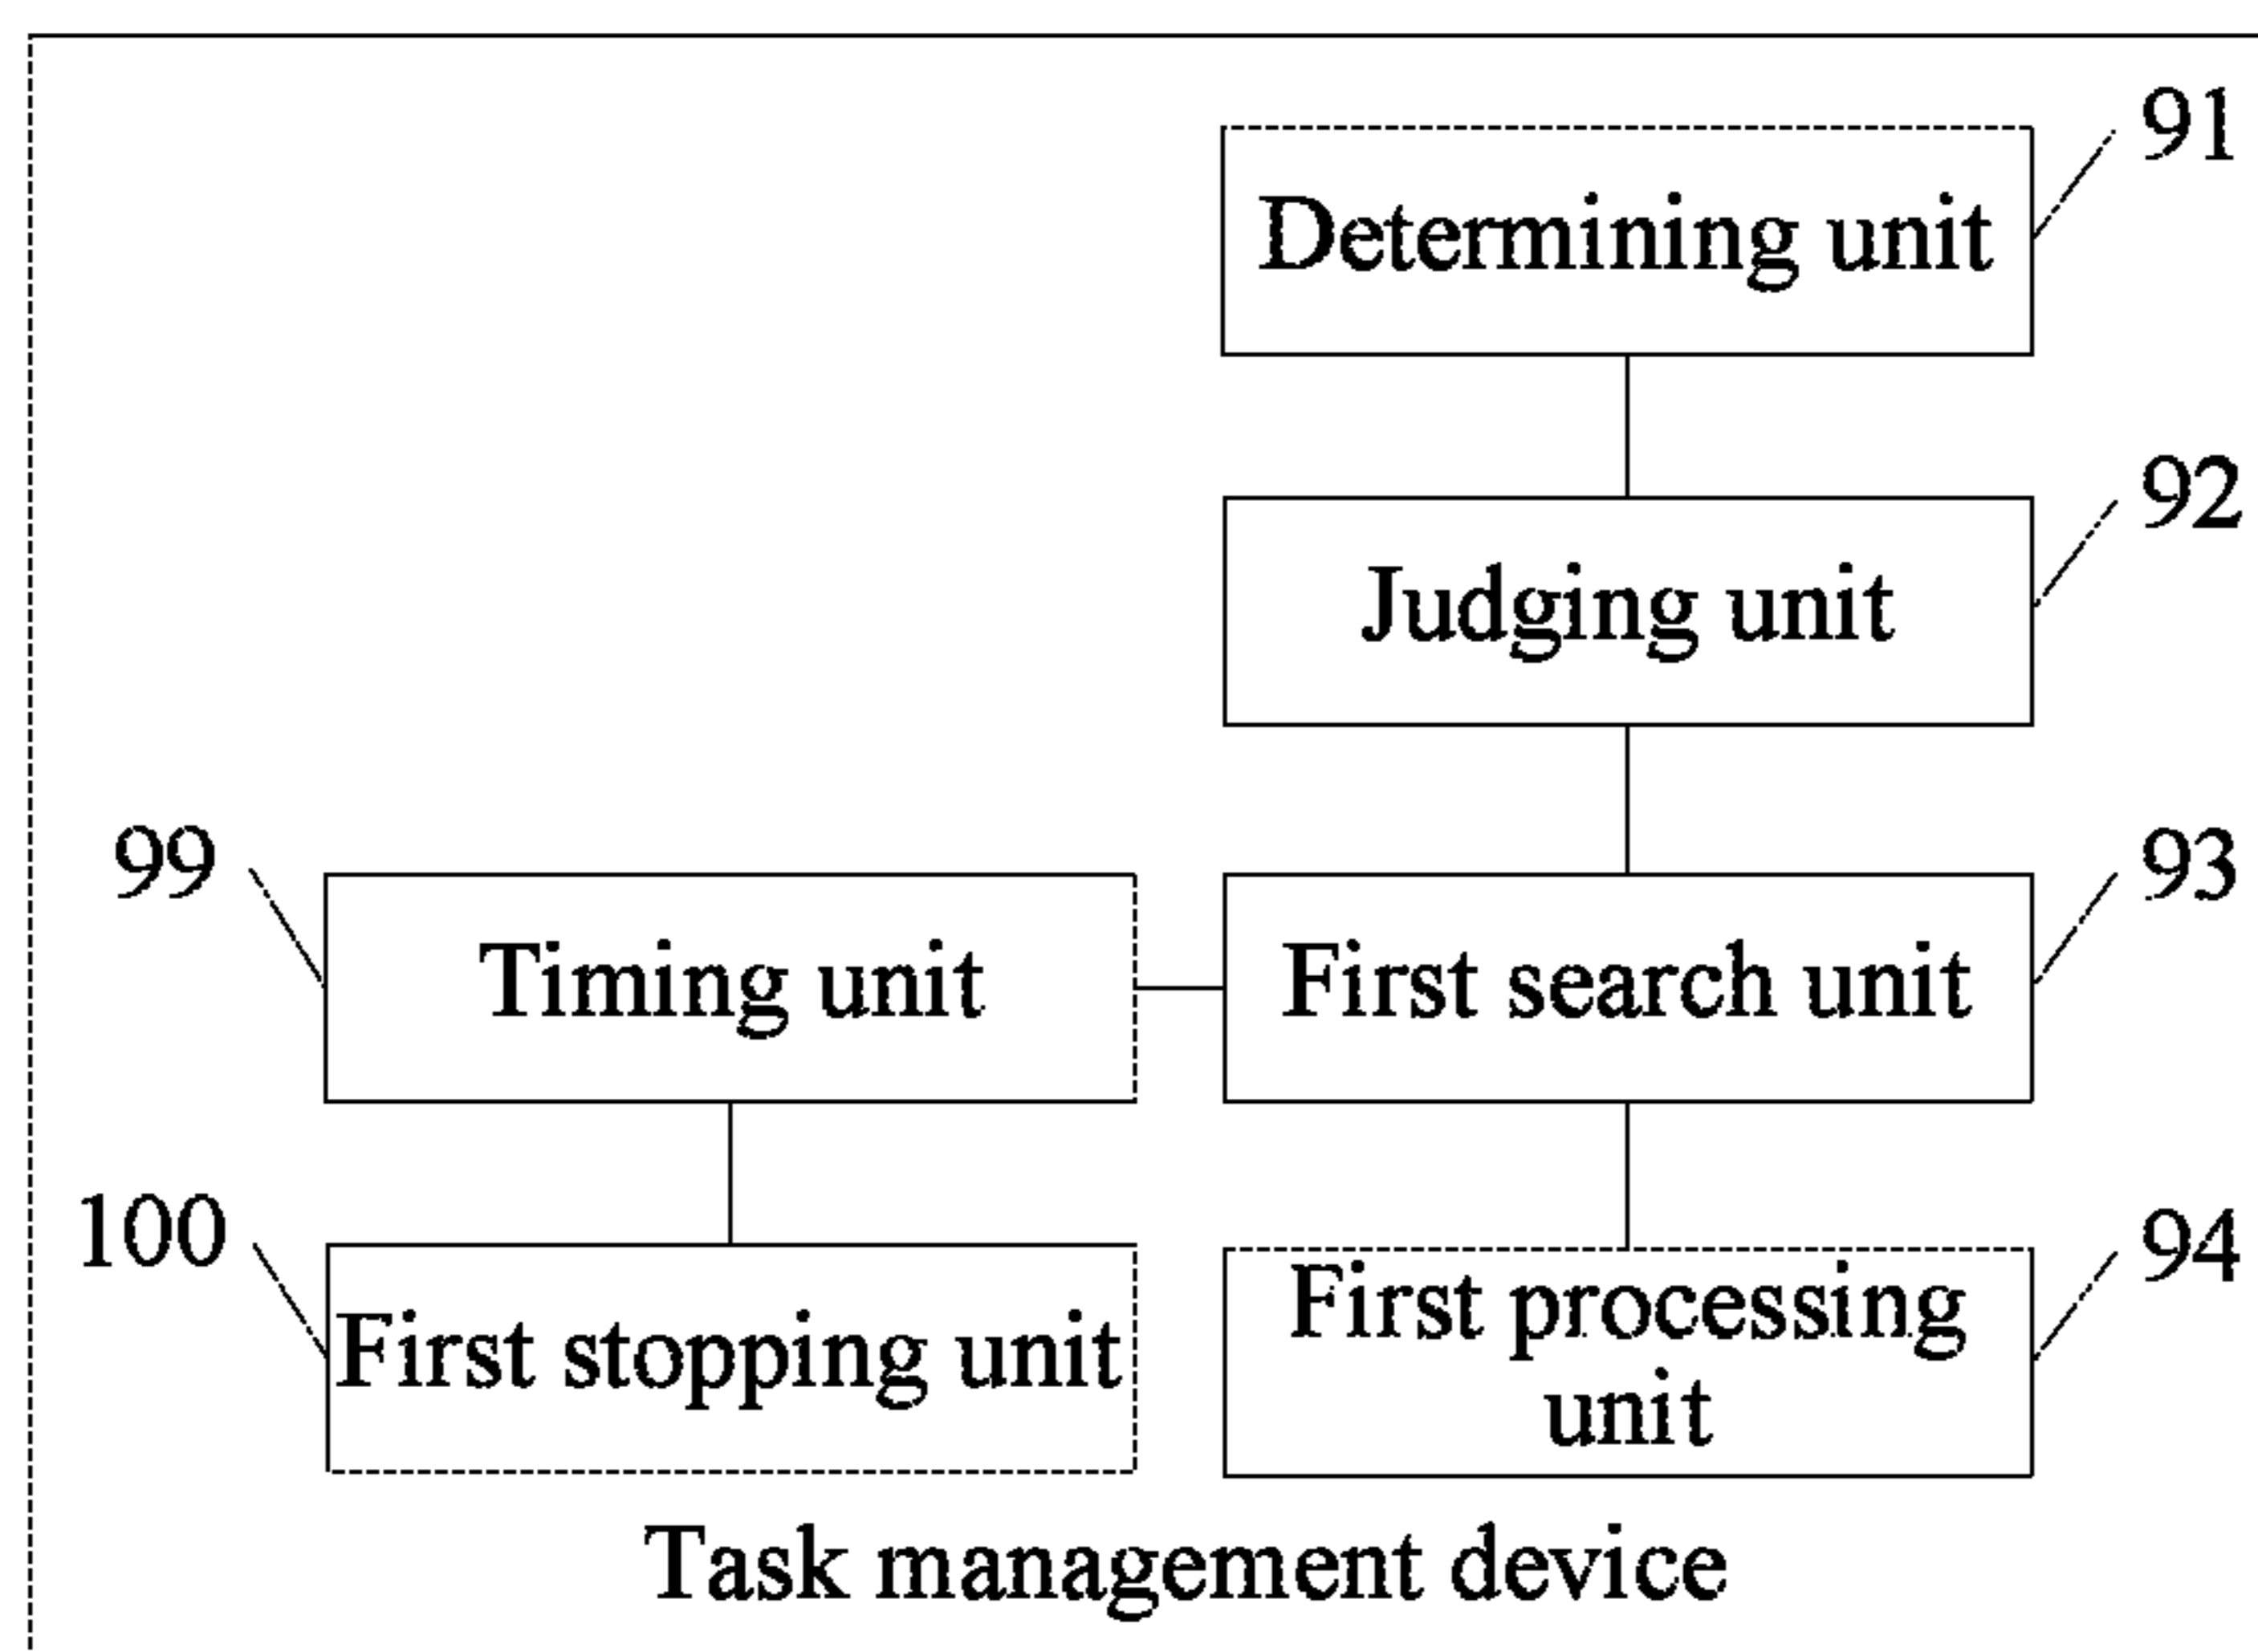 91
Determining unit
92
Judging unit
99
93
Timing unit
First search unit
100
94
First stopping unit
First processing
unit
Task management device